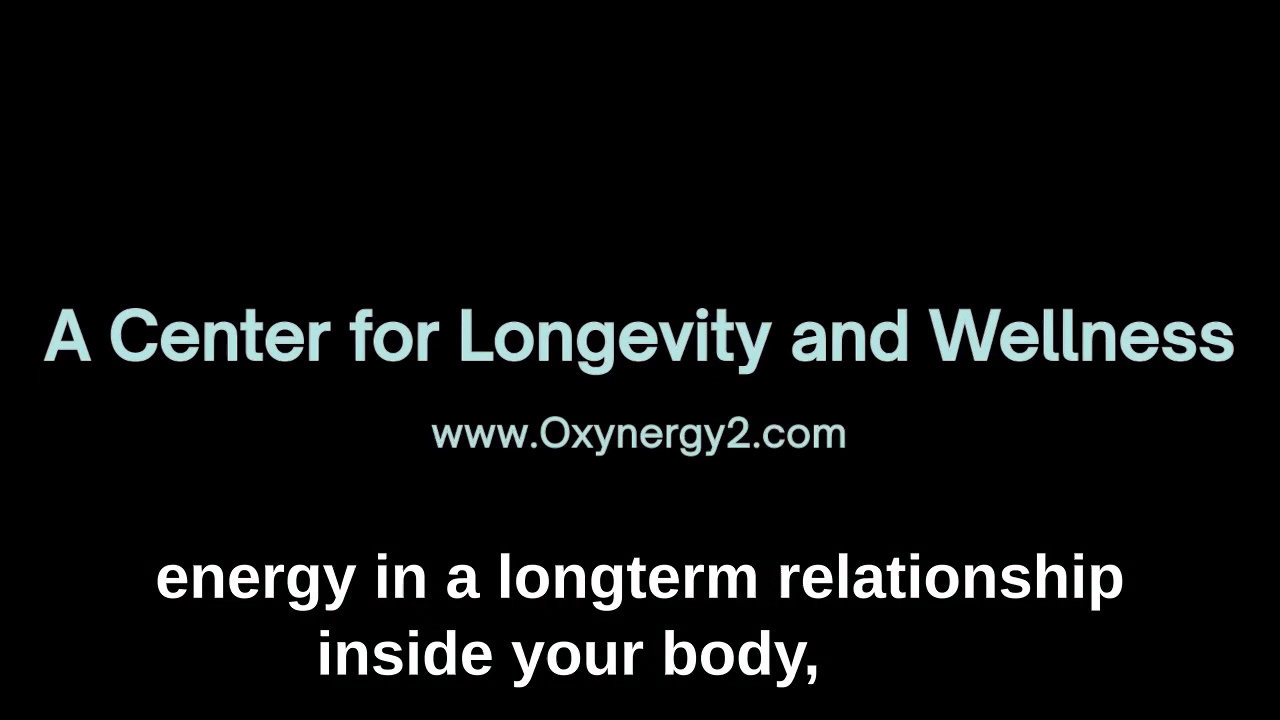 A Center for Longevity and Wellness
www.Oxynergy2.com
energy in a longterm relationship
inside your body,